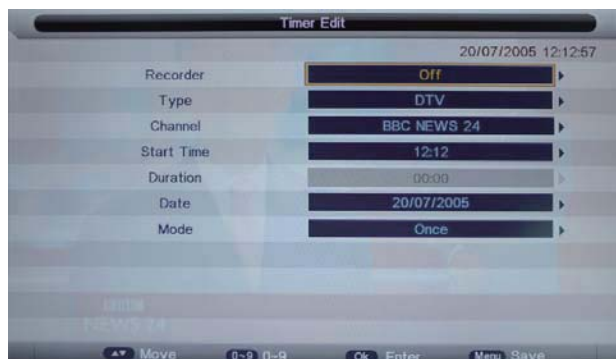 Timer Edit
20/07/2005 12:12:57
Recorder Off
Type DTV
Channel BBC NEWS 24
Start Time 12:12
Duration 00:00
Date 20/07/2005
Mode Once
NEWS 24
Move 0~9 0-9 Ok Enter Menu Save